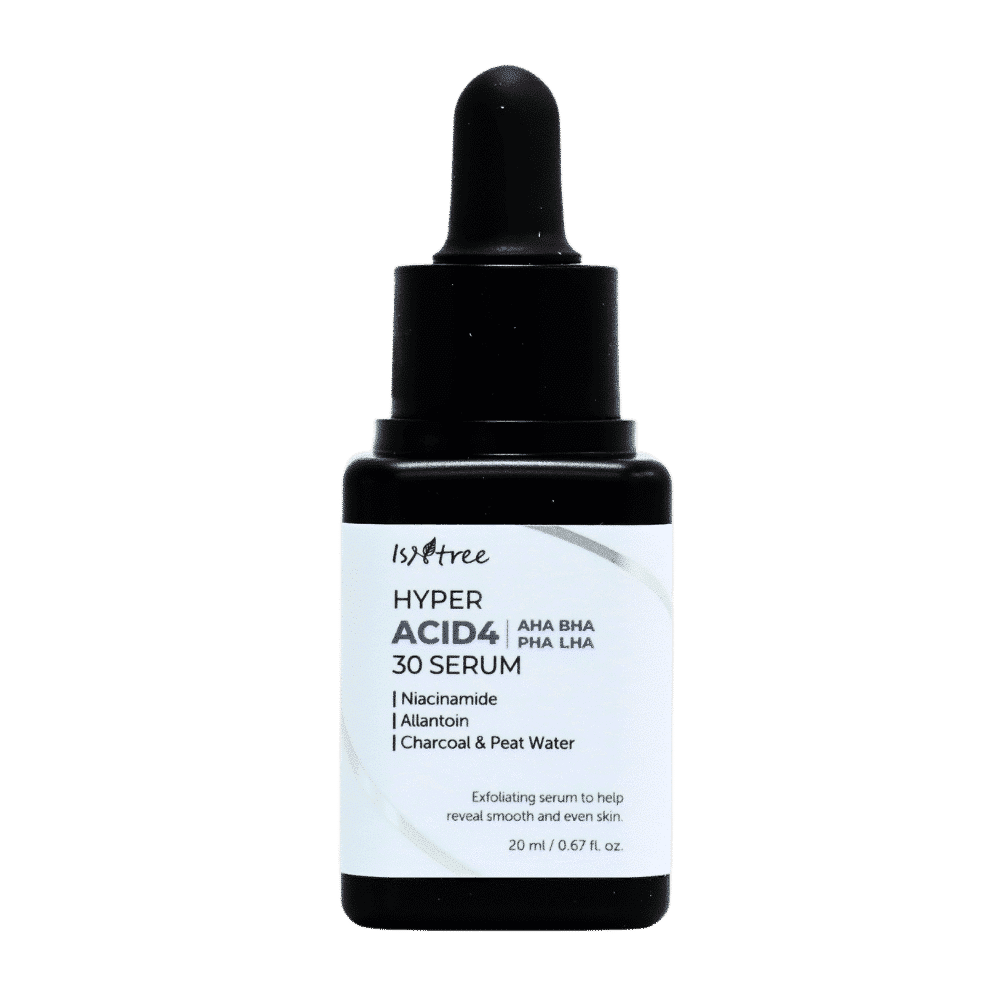 Isntree
HYPER
ACID4 | AHA BHA
PHA LHA
30 SERUM
| Niacinamide
| Allantoin
| Charcoal & Peat Water
Exfoliating serum to help
reveal smooth and even skin.
20 ml / 0.67 fl. oz.